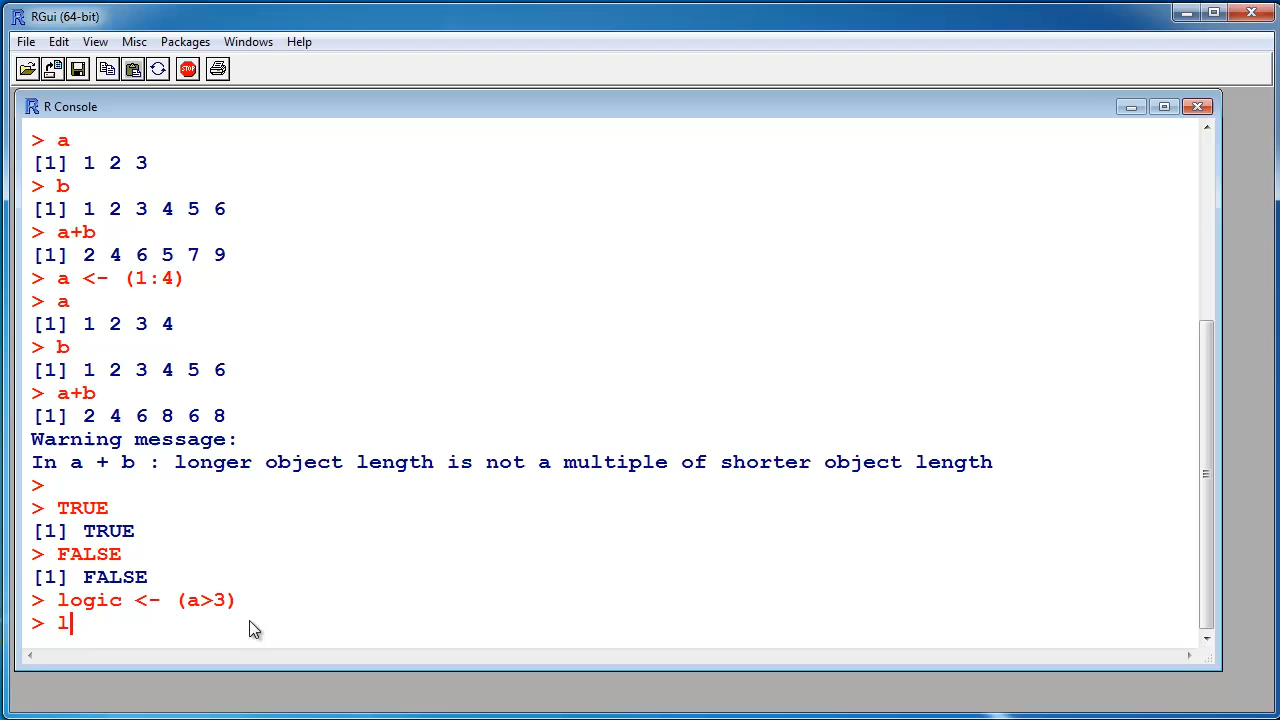 RGui (64-bit)
File Edit View Misc Packages Windows Help
STOP
R Console
> a
[1] 1 2 3
> b
[1] 1 2 3 4 5 6
> a+b
[1] 2 4 6 5 7 9
> a <- (1:4)
> a
[1] 1 2 3 4
> b
[1] 1 2 3 4 5 6
> a+b
[1] 2 4 6 8 6 8
Warning message:
In a + b : longer object length is not a multiple of shorter object length
>
> TRUE
[1] TRUE
> FALSE
[1] FALSE
> logic <- (a>3)
> l